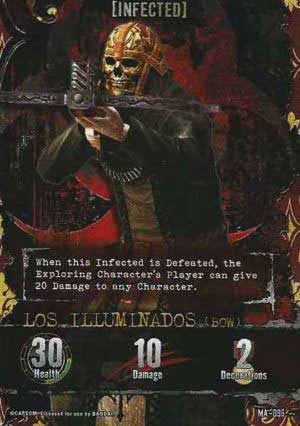 [INFECTED]
When this Infected is Defeated, the
Exploring Character's Player can give
20 Damage to any Character.
LOS ILLUMINADOS (BOW)
30 10 2
Health Damage Decorations
©CAPCOM. Licensed for use by BANDAI MA-096